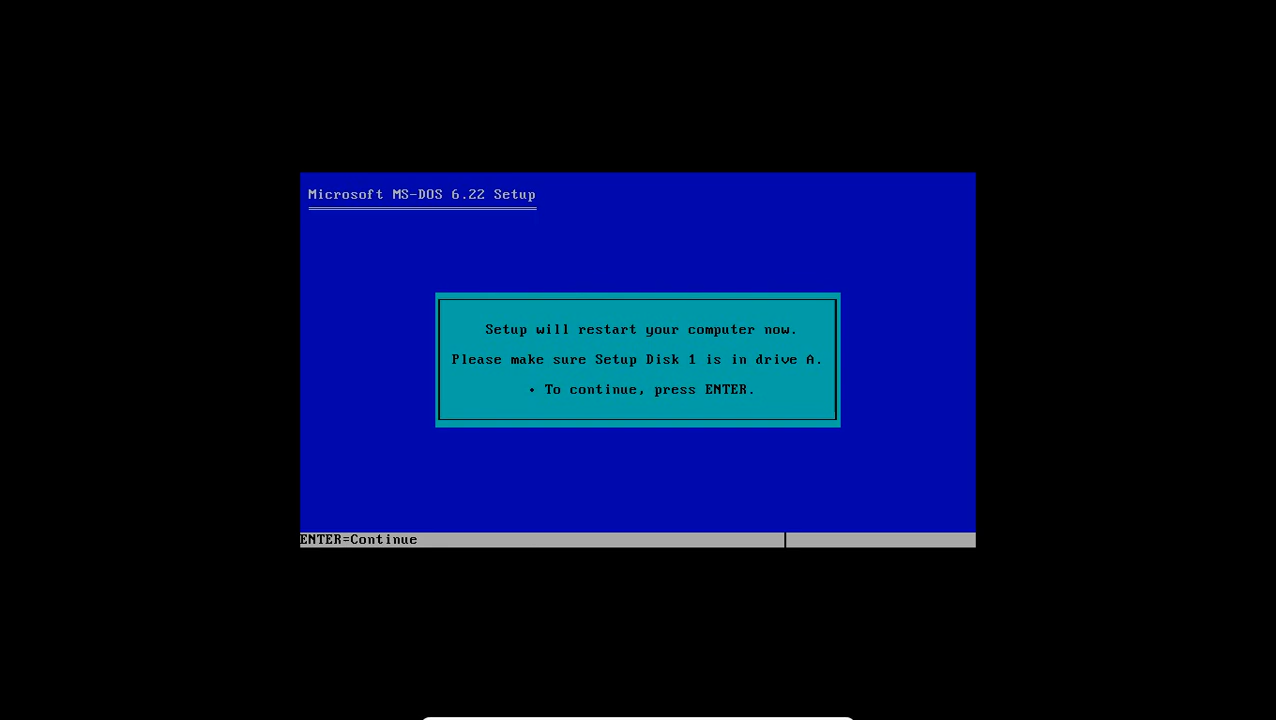 Microsoft MS-DOS 6.22 Setup
Setup will restart your computer now.
Please make sure Setup Disk 1 is in drive A.
• To continue, press ENTER.
ENTER=Continue